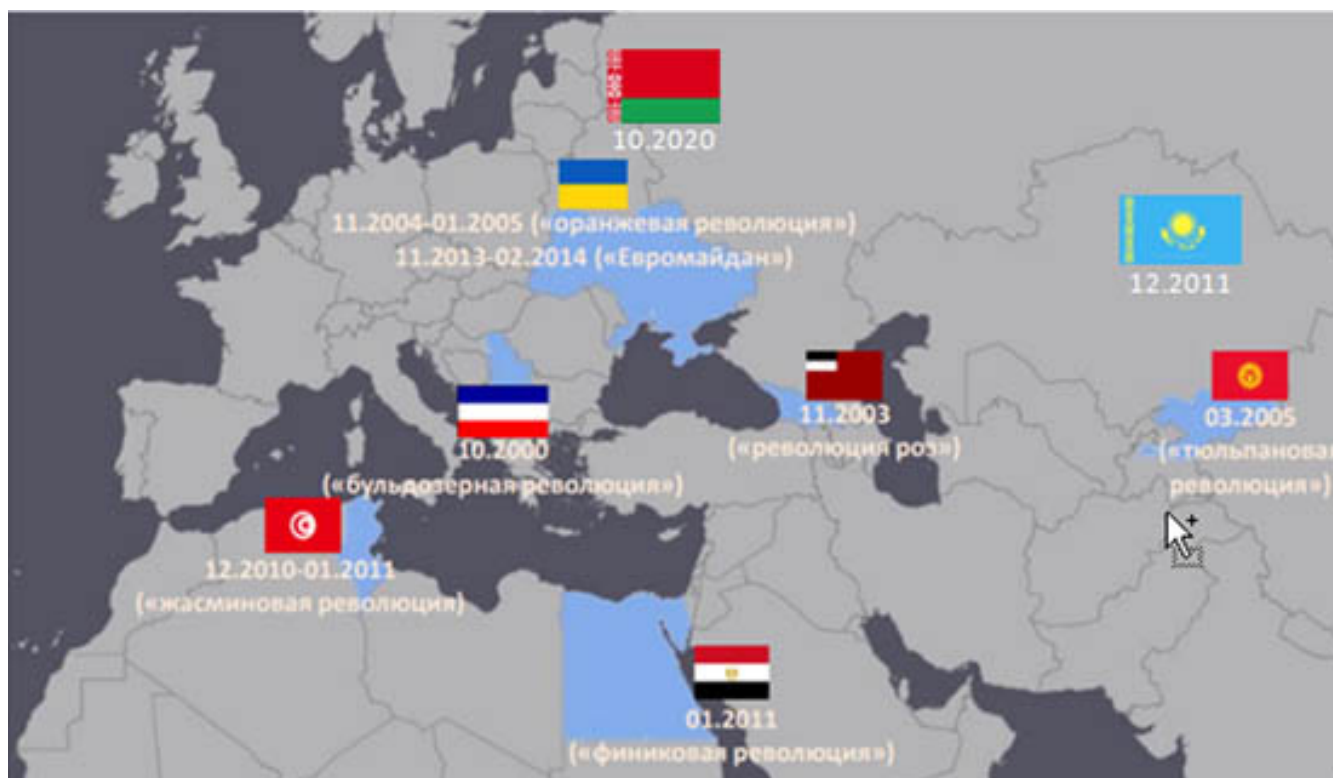 10.2020
11.2004-01.2005 («оранжевая революция»)
11.2013-02.2014 («Евромайдан»)
12.2011
11.2003
(«революция роз»)
03.2005
(«тюльпановая
революция»)
10.2000
(«бульдозерная революция»)
12.2010-01.2011
(«жасминовая революция)
01.2011
(«финиковая революция»)